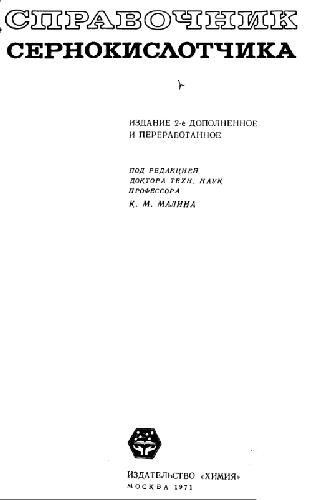 СПРАВОЧНИК
СЕРНОКИСЛОТЧИКА
ИЗДАНИЕ 2-е ДОПОЛНЕННОЕ
И ПЕРЕРАБОТАННОЕ
ПОД РЕДАКЦИЕЙ
ДОКТОРА ТЕХН. НАУК
ПРОФЕССОРА
К. М. МАЛИНА
ИЗДАТЕЛЬСТВО «ХИМИЯ»
МОСКВА 1971